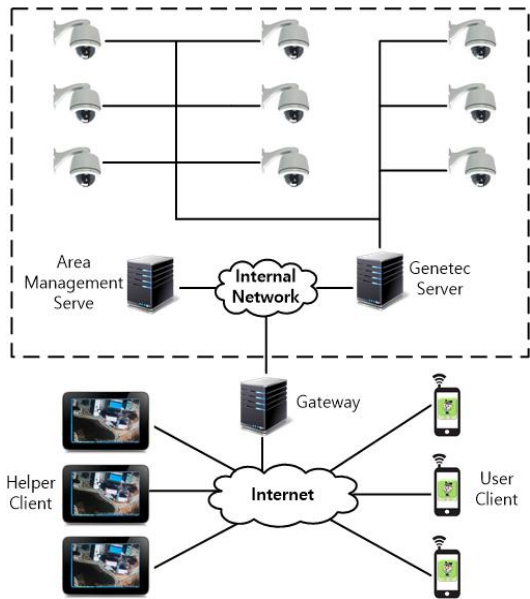 Area
Management
Serve
Internal
Network
Genetec
Server
Gateway
Helper
Client
Internet
User
Client